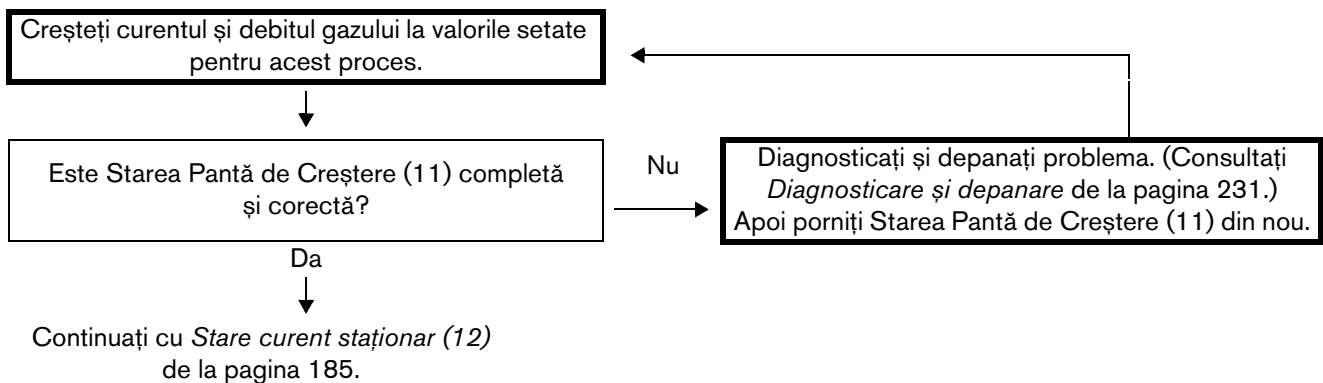 Creșteți curentul și debitul gazului la valorile setate
pentru acest proces.
Este Starea Pantă de Creștere (11) completă
și corectă?
Nu
Diagnosticați și depanați problema. (Consultați
Diagnosticare și depanare de la pagina 231.)
Apoi porniți Starea Pantă de Creștere (11) din nou.
Da
Continuați cu Stare curent staționar (12)
de la pagina 185.